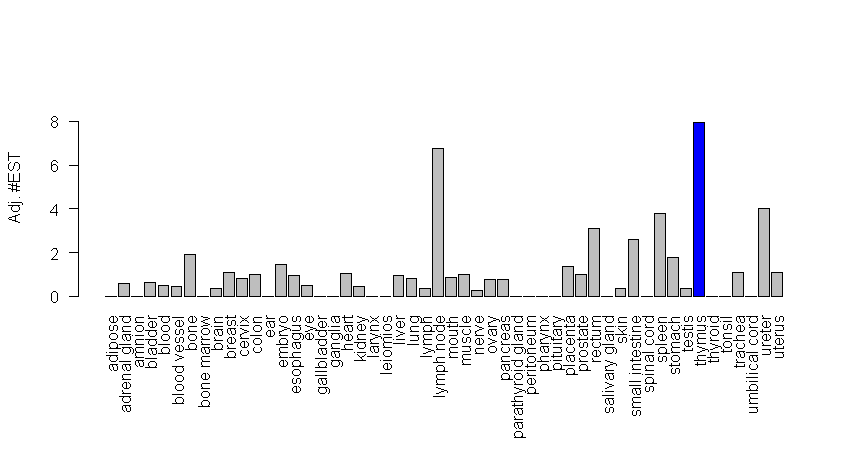 Adj. #EST
8
6
4
2
0
adipose
adrenal gland
amnion
bladder
blood
blood vessel
bone
bone marrow
brain
breast
cervix
colon
ear
embryo
esophagus
eye
gallbladder
ganglia
heart
kidney
larynx
leiomios
liver
lung
lymph
lymph node
mouth
muscle
nerve
ovary
pancreas
parathyroid gland
peritoneum
pharynx
pituitary
placenta
prostate
rectum
salivary gland
skin
small intestine
spinal cord
spleen
stomach
testis
thymus
thyroid
tonsil
trachea
umbilical cord
ureter
uterus